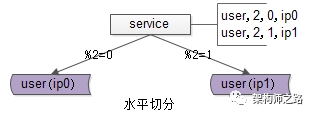 service
user, 2, 0, ip0
user, 2, 1, ip1
%2=0
%2=1
user(ip0)
user(ip1)
水平切分
架构师之路